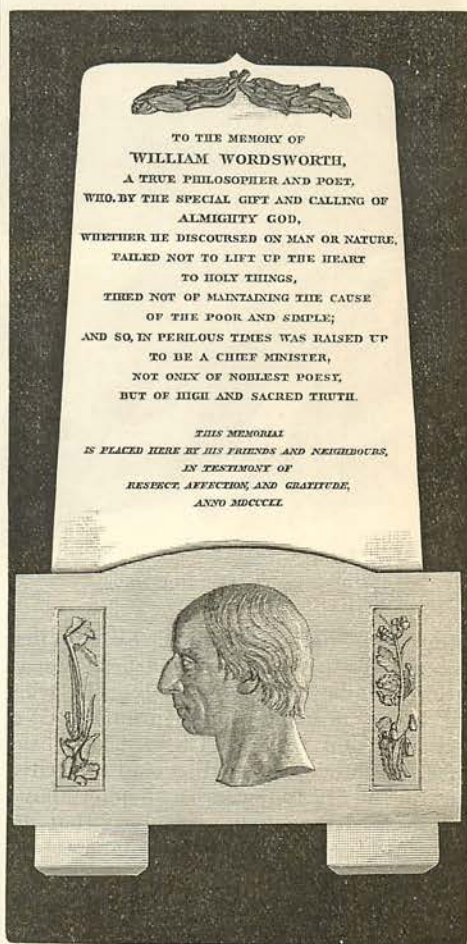 TO THE MEMORY OF
WILLIAM WORDSWORTH,
A TRUE PHILOSOPHER AND POET,
WHO, BY THE SPECIAL GIFT AND CALLING OF
ALMIGHTY GOD,
WHETHER HE DISCOURSED ON MAN OR NATURE,
FAILED NOT TO LIFT UP THE HEART
TO HOLY THINGS,
TIRED NOT OF MAINTAINING THE CAUSE
OF THE POOR AND SIMPLE;
AND SO, IN PERILOUS TIMES WAS RAISED UP
TO BE A CHIEF MINISTER,
NOT ONLY OF NOBLEST POESY,
BUT OF HIGH AND SACRED TRUTH.
THIS MEMORIAL
IS PLACED HERE BY HIS FRIENDS AND NEIGHBOURS,
IN TESTIMONY OF
RESPECT, AFFECTION, AND GRATITUDE,
ANNO MDCCCLI.